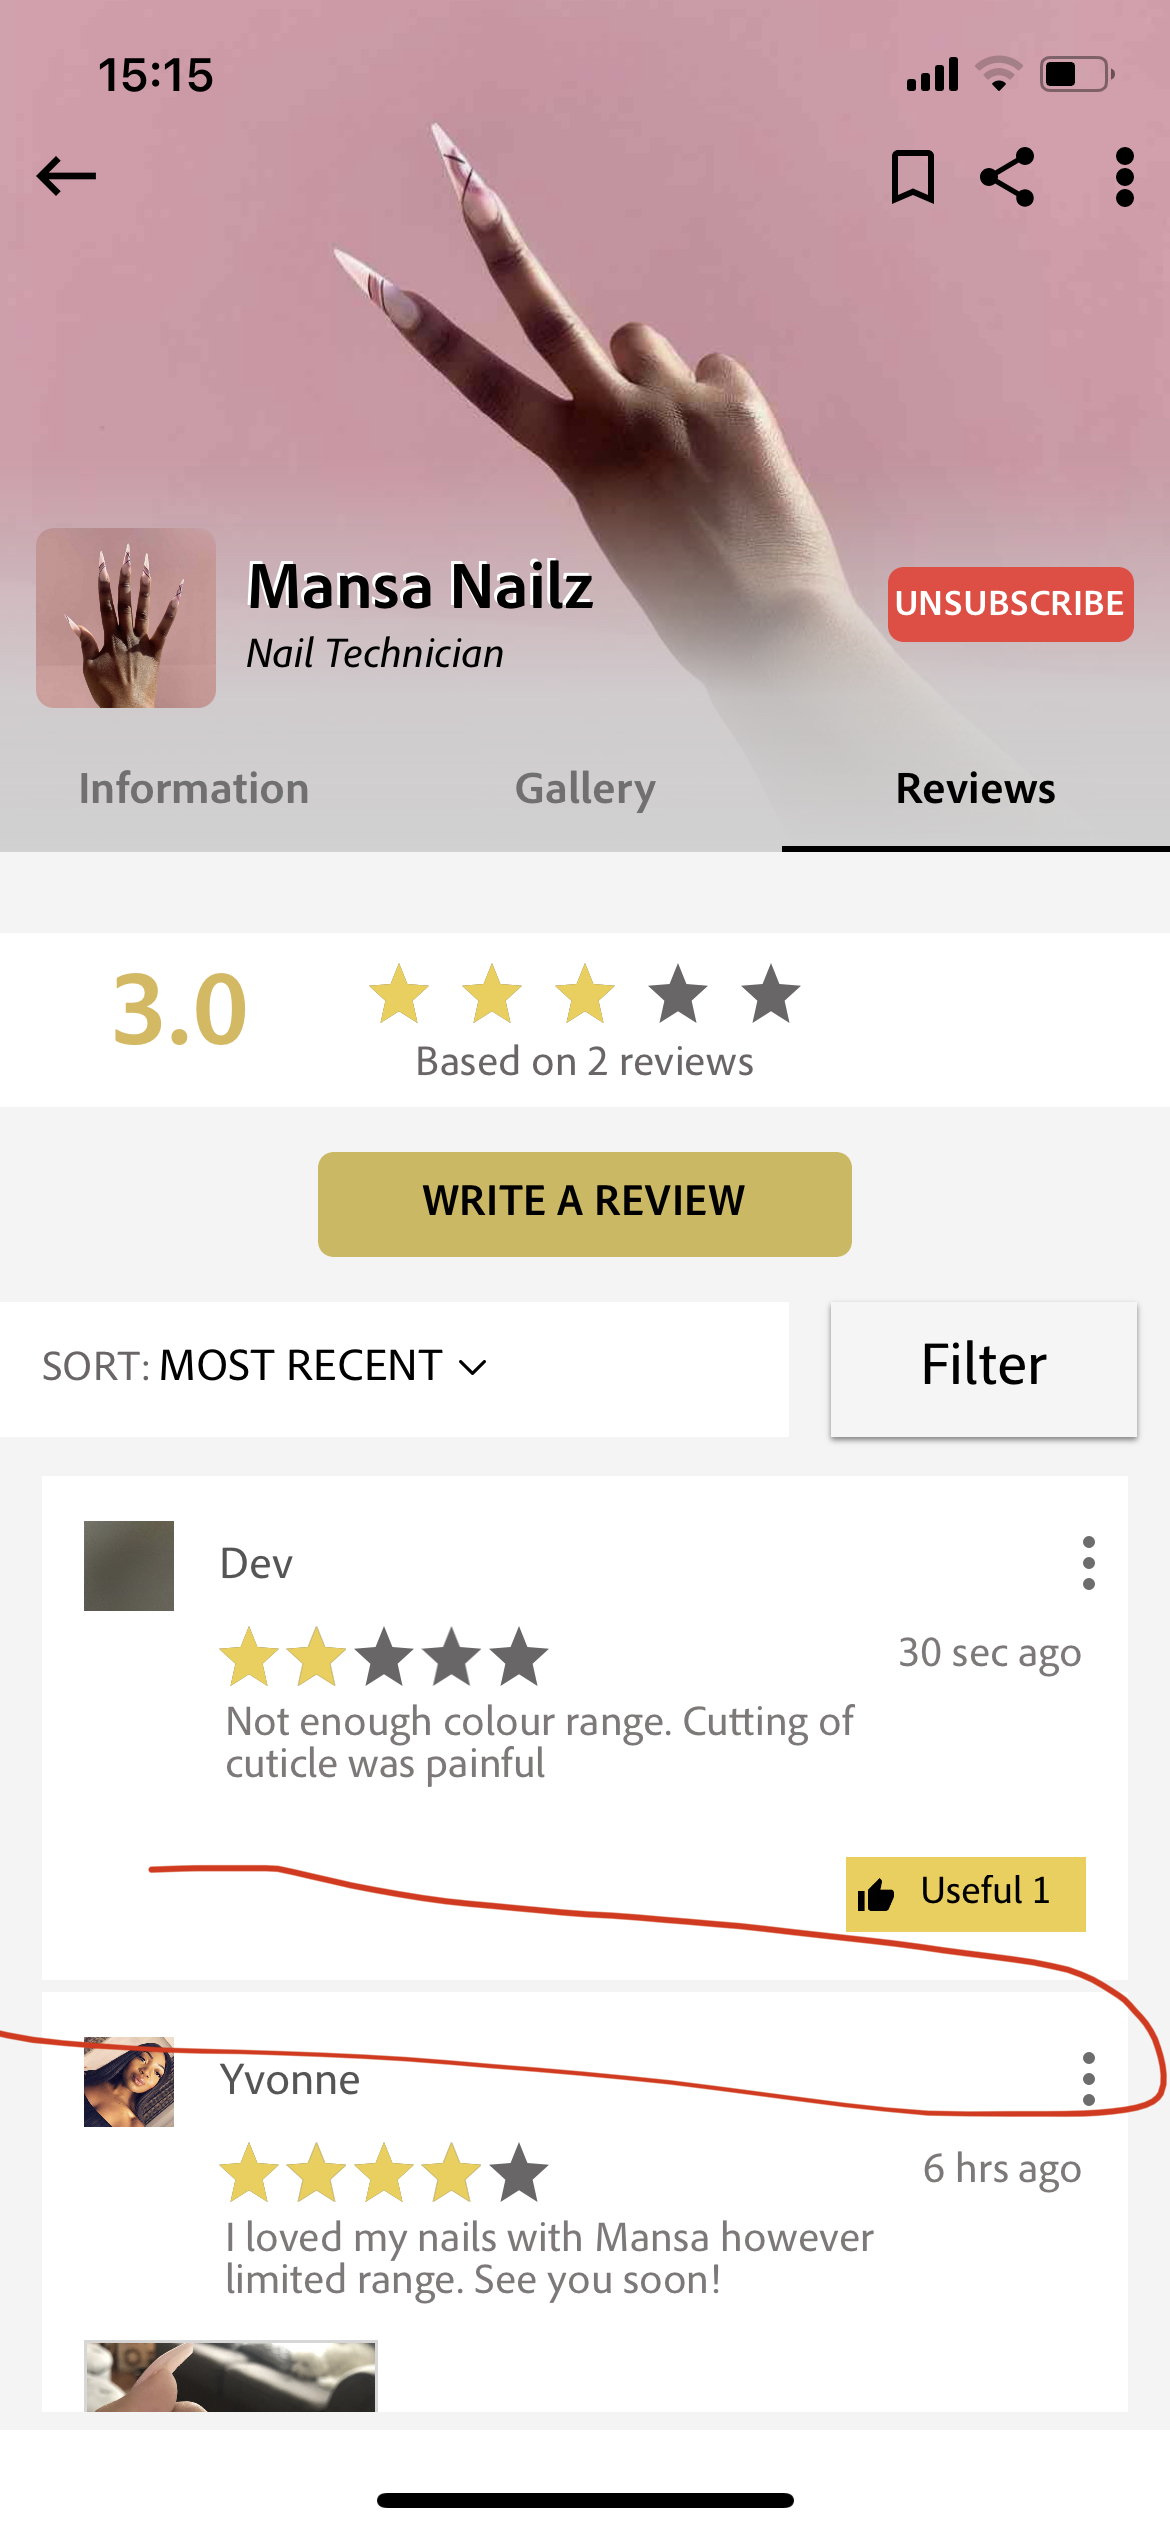 15:15
Mansa Nailz
UNSUBSCRIBE
Nail Technician
Information Gallery Reviews
3.0
Based on 2 reviews
WRITE A REVIEW
SORT: MOST RECENT
Filter
Dev
30 sec ago
Not enough colour range. Cutting of
cuticle was painful
Useful 1
Yvonne
6 hrs ago
I loved my nails with Mansa however
limited range. See you soon!